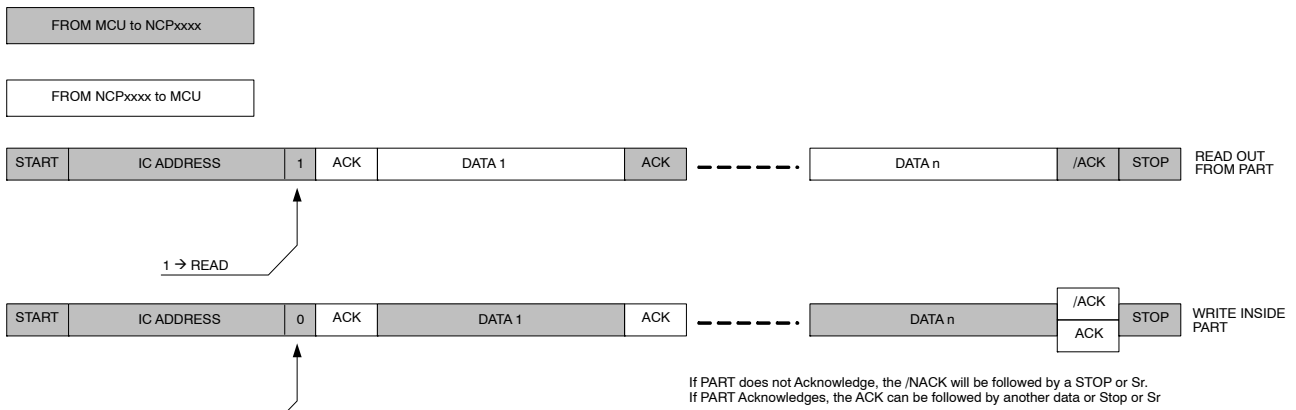 FROM MCU to NCPxxxx
FROM NCPxxxx to MCU
START IC ADDRESS 1 ACK DATA 1 ACK DATA n /ACK STOP READ OUT
FROM PART
1 → READ
START IC ADDRESS 0 ACK DATA 1 ACK DATA n /ACK STOP WRITE INSIDE
ACK PART
If PART does not Acknowledge, the /NACK will be followed by a STOP or Sr.
If PART Acknowledges, the ACK can be followed by another data or Stop or Sr